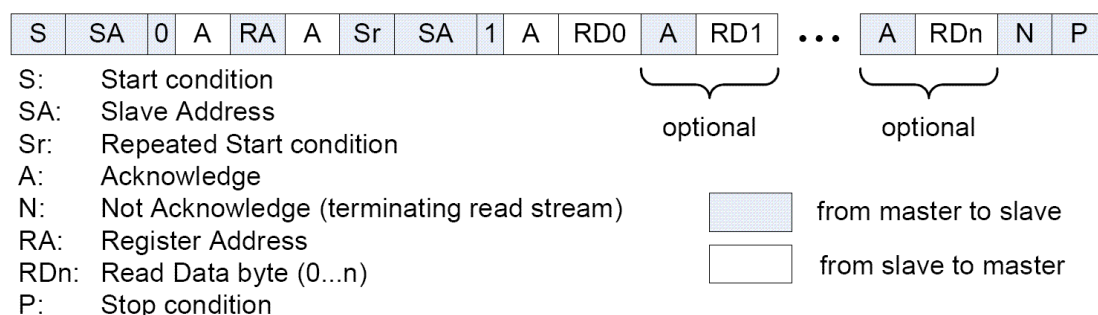 S SA 0 A RA A Sr SA 1 A RD0 A RD1 ••• A RDn N P
S: Start condition
SA: Slave Address
optional optional
Sr: Repeated Start condition
A: Acknowledge
N: Not Acknowledge (terminating read stream)
from master to slave
RA: Register Address
RDn: Read Data byte (0...n)
from slave to master
P: Stop condition